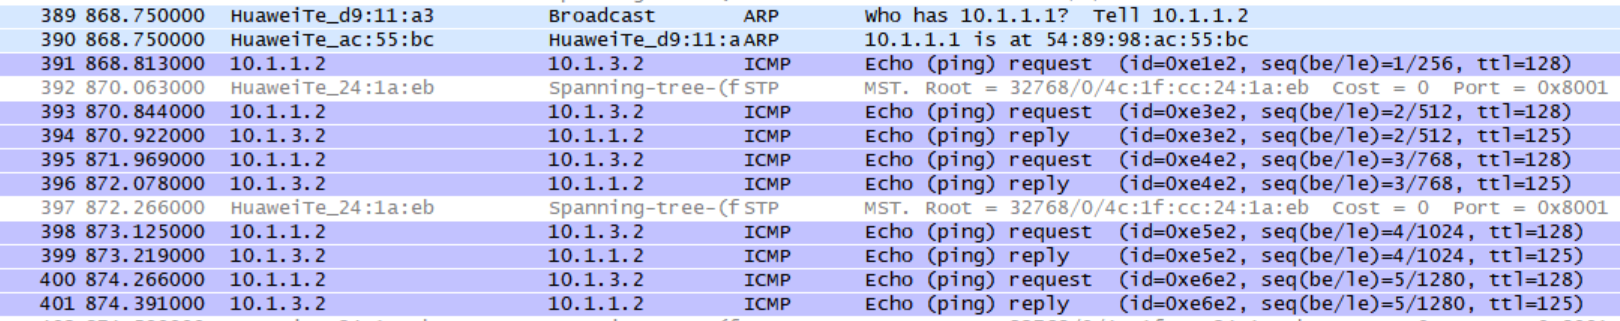 389 868.750000 HuaweiTe_d9:11:a3 Broadcast ARP Who has 10.1.1.1? Tell 10.1.1.2
390 868.750000 HuaweiTe_ac:55:bc HuaweiTe_d9:11:a ARP 10.1.1.1 is at 54:89:98:ac:55:bc
391 868.813000 10.1.1.2 10.1.3.2 ICMP Echo (ping) request (id=0xe1e2, seq(be/le)=1/256, ttl=128)
392 870.063000 HuaweiTe_24:1a:eb Spanning-tree-(f STP MST. Root = 32768/0/4c:1f:cc:24:1a:eb Cost = 0 Port = 0x8001
393 870.844000 10.1.1.2 10.1.3.2 ICMP Echo (ping) request (id=0xe3e2, seq(be/le)=2/512, ttl=128)
394 870.922000 10.1.3.2 10.1.1.2 ICMP Echo (ping) reply (id=0xe3e2, seq(be/le)=2/512, ttl=125)
395 871.969000 10.1.1.2 10.1.3.2 ICMP Echo (ping) request (id=0xe4e2, seq(be/le)=3/768, ttl=128)
396 872.078000 10.1.3.2 10.1.1.2 ICMP Echo (ping) reply (id=0xe4e2, seq(be/le)=3/768, ttl=125)
397 872.266000 HuaweiTe_24:1a:eb Spanning-tree-(f STP MST. Root = 32768/0/4c:1f:cc:24:1a:eb Cost = 0 Port = 0x8001
398 873.125000 10.1.1.2 10.1.3.2 ICMP Echo (ping) request (id=0xe5e2, seq(be/le)=4/1024, ttl=128)
399 873.219000 10.1.3.2 10.1.1.2 ICMP Echo (ping) reply (id=0xe5e2, seq(be/le)=4/1024, ttl=125)
400 874.266000 10.1.1.2 10.1.3.2 ICMP Echo (ping) request (id=0xe6e2, seq(be/le)=5/1280, ttl=128)
401 874.391000 10.1.3.2 10.1.1.2 ICMP Echo (ping) reply (id=0xe6e2, seq(be/le)=5/1280, ttl=125)